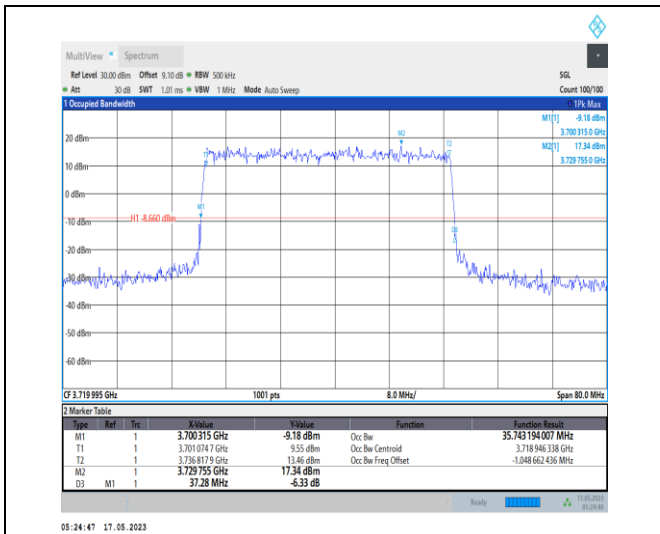 MultiView Spectrum
Ref Level 30.00 dBm Offset 9.10 dB RBW 500 kHz SGL
Att 30 dB SWT 1.01 ms VBW 1 MHz Mode Auto Sweep Count 100/100
1 Occupied Bandwidth 1Pk Max
M1[1] -9.18 dBm
3.700 315 0 GHz
M2[1] 17.34 dBm
3.729 755 0 GHz
M2
T2
20 dBm
T1
10 dBm
0 dBm
M1
H1 -8.660 dBm
-10 dBm
D3
-30 dBm
-40 dBm
-50 dBm
-60 dBm
CF 3.719 995 GHz 1001 pts 8.0 MHz/ Span 80.0 MHz
2 Marker Table
Type Ref Trc X-Value Y-Value Function Function Result
M1 1 3.700 315 GHz -9.18 dBm Occ Bw 35.743 194 007 MHz
T1 1 3.701 074 7 GHz 9.55 dBm Occ Bw Centroid 3.718 946 338 GHz
T2 1 3.736 817 9 GHz 13.46 dBm Occ Bw Freq Offset -1.048 662 436 MHz
M2 1 3.729 755 GHz 17.34 dBm
D3 M1 1 37.28 MHz -6.33 dB
Ready 17.05.2023
05:24:46
05:24:47 17.05.2023